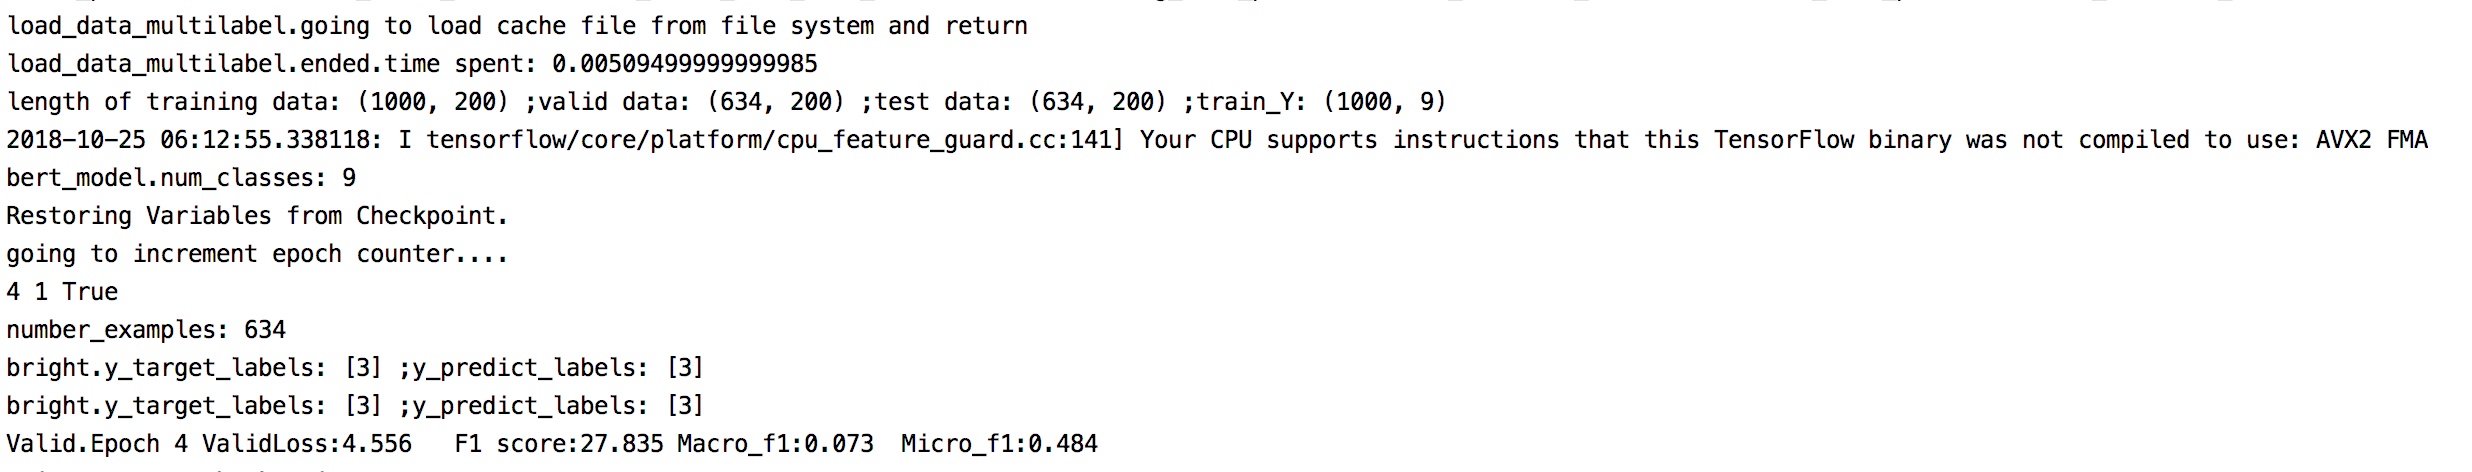 load_data_multilabel.going to load cache file from file system and return
load_data_multilabel.ended.time spent: 0.00509499999999985
length of training data: (1000, 200) ;valid data: (634, 200) ;test data: (634, 200) ;train_Y: (1000, 9)
2018-10-25 06:12:55.338118: I tensorflow/core/platform/cpu_feature_guard.cc:141] Your CPU supports instructions that this TensorFlow binary was not compiled to use: AVX2 FMA
bert_model.num_classes: 9
Restoring Variables from Checkpoint.
going to increment epoch counter....
4 1 True
number_examples: 634
bright.y_target_labels: [3] ;y_predict_labels: [3]
bright.y_target_labels: [3] ;y_predict_labels: [3]
Valid.Epoch 4 ValidLoss:4.556   F1 score:27.835 Macro_f1:0.073  Micro_f1:0.484